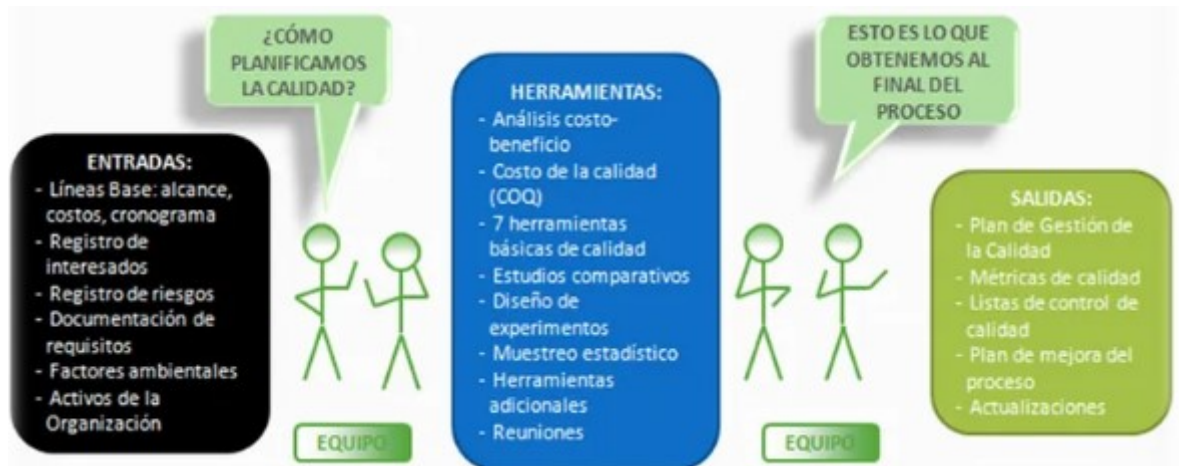 ¿CÓMO
PLANIFICAMOS
LA CALIDAD?
ENTRADAS:
- Líneas Base: alcance,
costos, cronograma
- Registro de
interesados
- Registro de riesgos
- Documentación de
requisitos
- Factores ambientales
- Activos de la
Organización
EQUIPO
HERRAMIENTAS:
- Análisis costo-
beneficio
- Costo de la calidad
(COQ)
- 7 herramientas
básicas de calidad
- Estudios comparativos
- Diseño de
experimentos
- Muestreo estadístico
- Herramientas
adicionales
- Reuniones
ESTO ES LO QUE
OBTENEMOS AL
FINAL DEL
PROCESO
EQUIPO
SALIDAS:
- Plan de Gestión de
la Calidad
- Métricas de calidad
- Listas de control de
calidad
- Plan de mejora del
proceso
- Actualizaciones